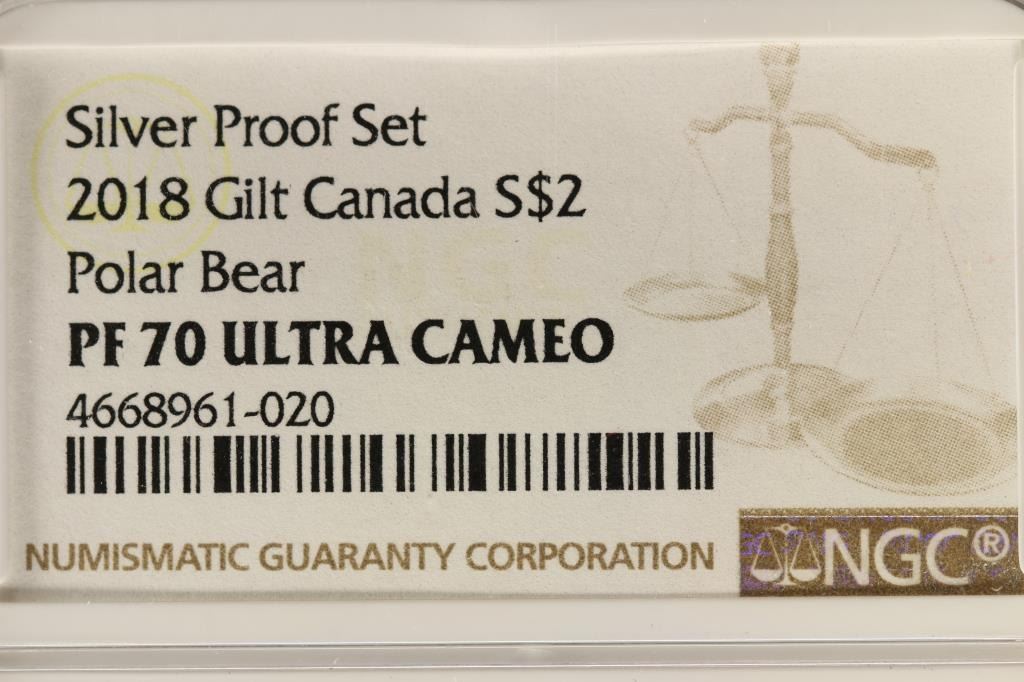 Silver Proof Set
2018 Gilt Canada S$2
Polar Bear
PF 70 ULTRA CAMEO
4668961-020
NUMISMATIC GUARANTY CORPORATION
NGC®
NGC